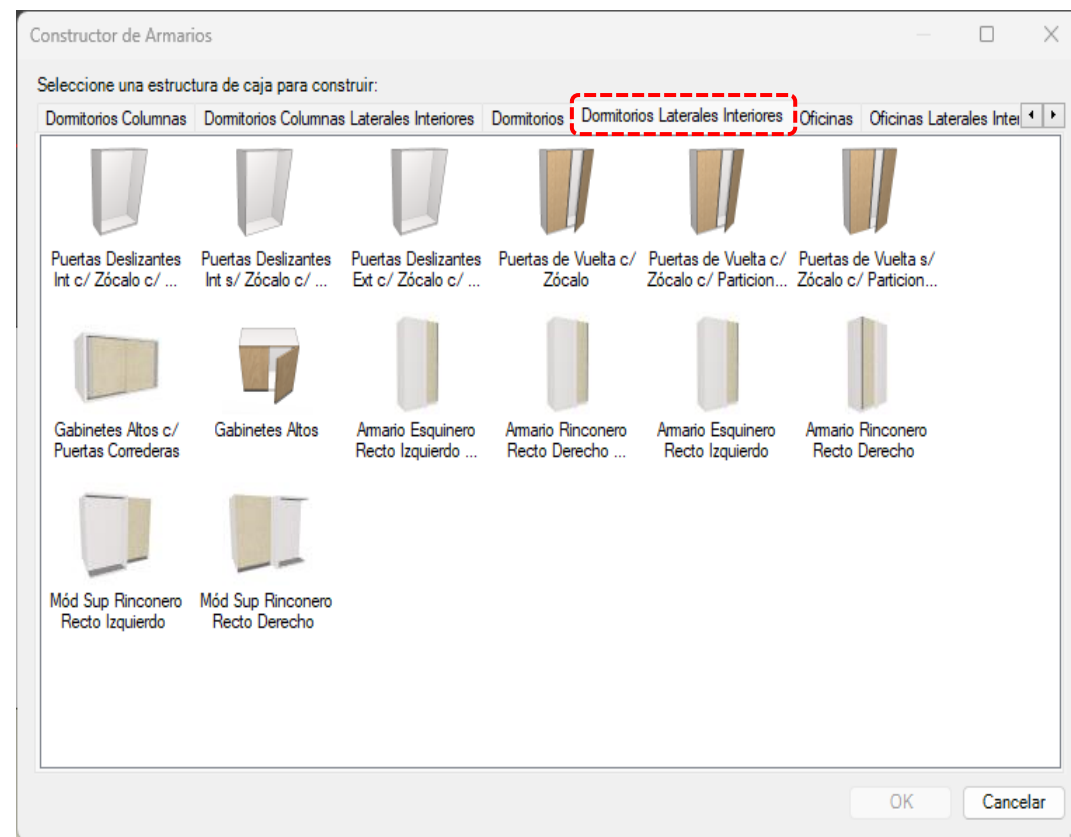 Constructor de Armarios
Seleccione una estructura de caja para construir:
Dormitorios Columnas Dormitorios Columnas Laterales Interiores Dormitorios Dormitorios Laterales Interiores Oficinas Oficinas Laterales Inter
Puertas Deslizantes Puertas Deslizantes Puertas Deslizantes Puertas de Vuelta c/ Puertas de Vuelta c/ Puertas de Vuelta s/
Int c/ Zócalo c/ ... Int s/ Zócalo c/ ... Ext c/ Zócalo c/ ... Zócalo Zócalo c/ Particion... Zócalo c/ Particion...
Gabinetes Altos c/ Gabinetes Altos Armario Esquinero Armario Rinconero Armario Esquinero Armario Rinconero
Puertas Correderas Recto Izquierdo ... Recto Derecho ... Recto Izquierdo Recto Derecho
Mód Sup Rinconero Mód Sup Rinconero
Recto Izquierdo Recto Derecho
OK Cancelar